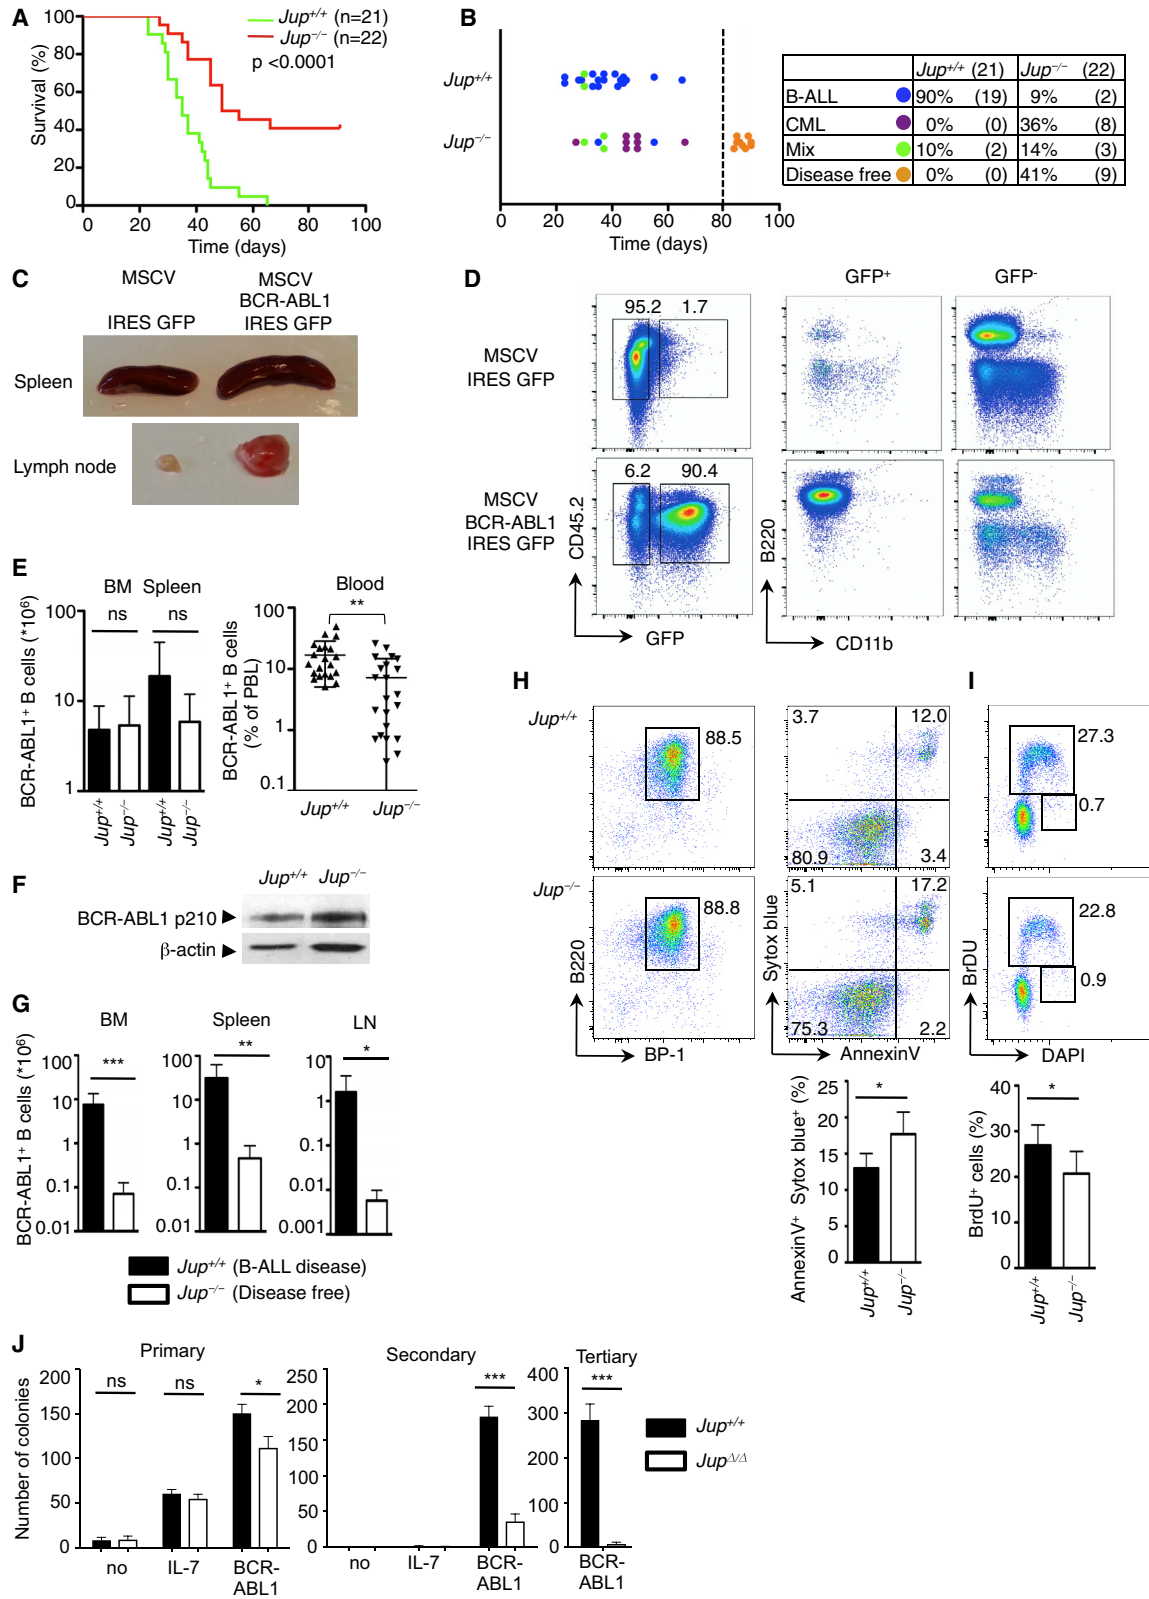 A
Survival (%)
100
80
60
40
20
0
0 20 40 60 80 100
Time (days)
Jup+/+ (n=21)
Jup−/− (n=22)
p <0.0001
B
Jup+/+
Jup−/−
0 20 40 60 80 100
Time (days)
Jup+/+ (21) Jup−/− (22)
B-ALL 90% (19) 9% (2)
CML 0% (0) 36% (8)
Mix 10% (2) 14% (3)
Disease free 0% (0) 41% (9)
C
MSCV
IRES GFP
MSCV
BCR-ABL1
IRES GFP
Spleen
Lymph node
D
GFP+
GFP-
MSCV
IRES GFP
95.2 1.7
MSCV
BCR-ABL1
IRES GFP
6.2 90.4
CD45.2
GFP
B220
CD11b
E
BCR-ABL1+ B cells (*10⁶)
BM Spleen
ns ns
100
10
1
Jup+/+
Jup−/−
Jup+/+
Jup−/−
Blood
**
BCR-ABL1+ B cells
(% of PBL)
100
10
1
0.1
Jup+/+ Jup−/−
F
Jup+/+ Jup−/−
BCR-ABL1 p210
β-actin
G
BCR-ABL1+ B cells (*10⁶)
BM
***
100
10
1
0.1
0.01
Spleen
**
100
10
1
0.1
0.01
LN
*
10
1
0.1
0.01
0.001
Jup+/+ (B-ALL disease)
Jup−/− (Disease free)
H
Jup+/+
88.5
3.7 12.0
80.9 3.4
Jup−/−
88.8
5.1 17.2
75.3 2.2
B220
BP-1
Sytox blue
AnnexinV
AnnexinV+ Sytox blue+ (%)
25
20
15
10
5
0
*
Jup+/+
Jup−/−
I
27.3
0.7
22.8
0.9
BrDU
DAPI
BrdU+ cells (%)
40
30
20
10
0
*
Jup+/+
Jup−/−
J
Number of colonies
Primary
200
150
100
50
0
ns ns *
no IL-7 BCR-
ABL1
Secondary
250
200
150
100
50
0
***
no IL-7 BCR-
ABL1
Tertiary
400
300
200
100
0
***
BCR-
ABL1
Jup+/+
JupΔ/Δ